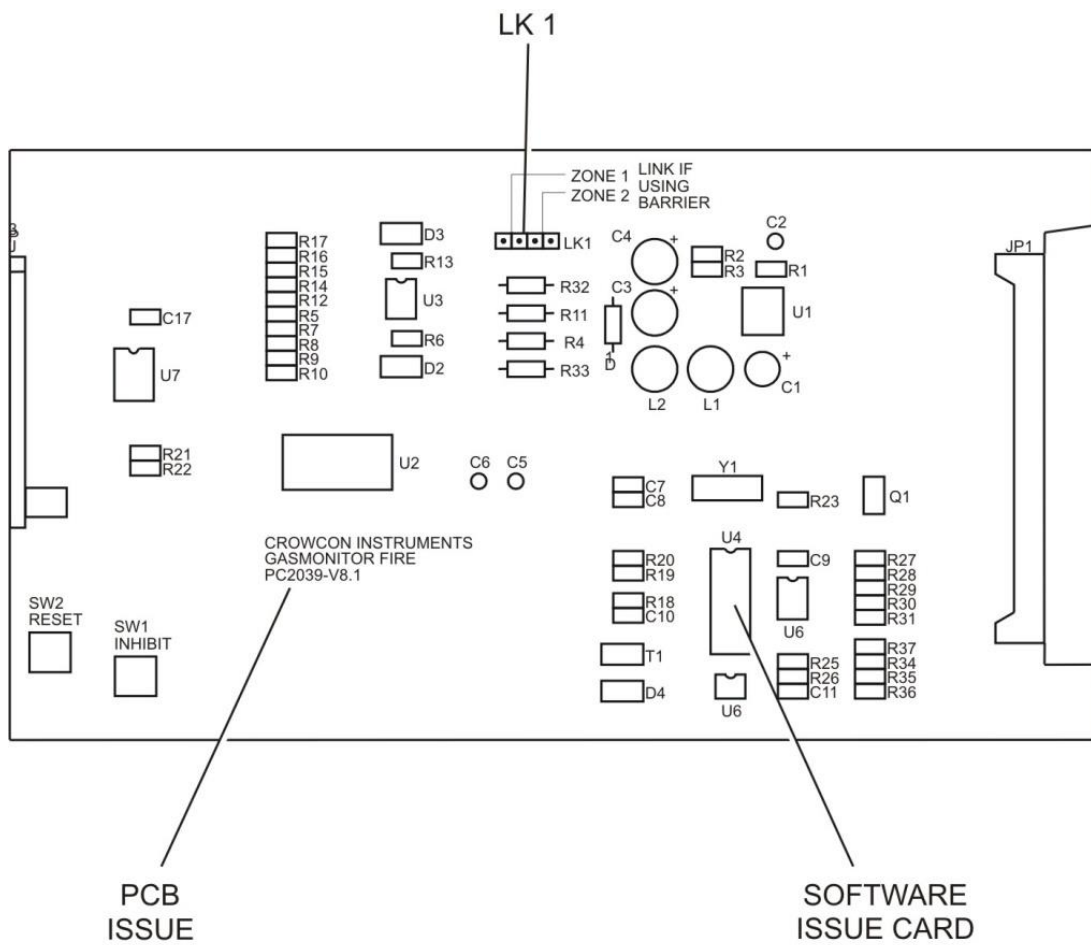 LK 1
ZONE 1 LINK IF
USING
ZONE 2 BARRIER
C2
R17
D3
LK1
C4
+
R2
R16
R3
R1
JP1
R15
R13
R14
R32
C3
+
R12
U3
U1
C17
R5
R11
R7
R8
R6
R4
R9
D1
+
U7
R10
D2
R33
C1
L2
L1
R21
R22
U2
C6
C5
C7
C8
Y1
R23
Q1
CROWCON INSTRUMENTS
GASMONITOR FIRE
PC2039-V8.1
U4
R20
R19
C9
R27
R28
R29
R30
R31
SW2
RESET
SW1
INHIBIT
R18
C10
U6
T1
R25
R26
C11
R37
R34
R35
R36
D4
U6
PCB
ISSUE
SOFTWARE
ISSUE CARD